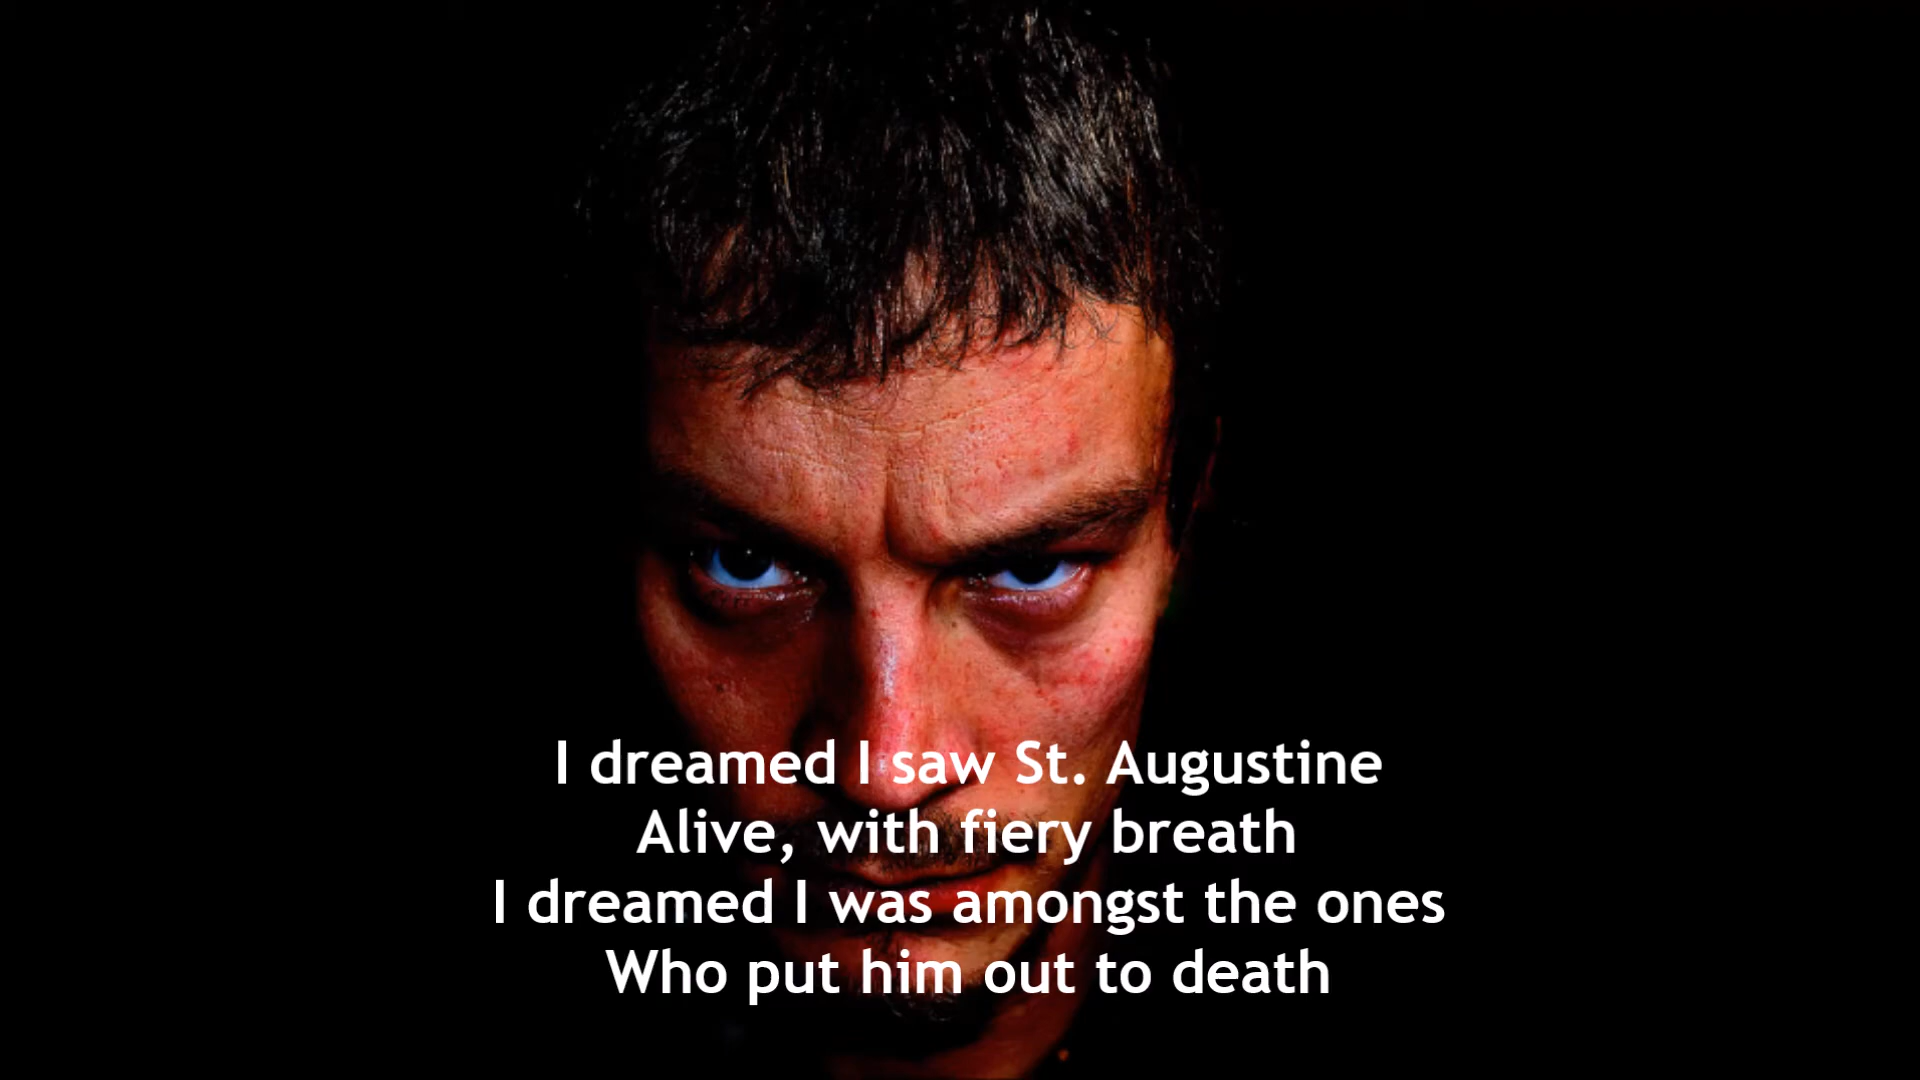 I dreamed I saw St. Augustine
Alive, with fiery breath
I dreamed I was amongst the ones
Who put him out to death